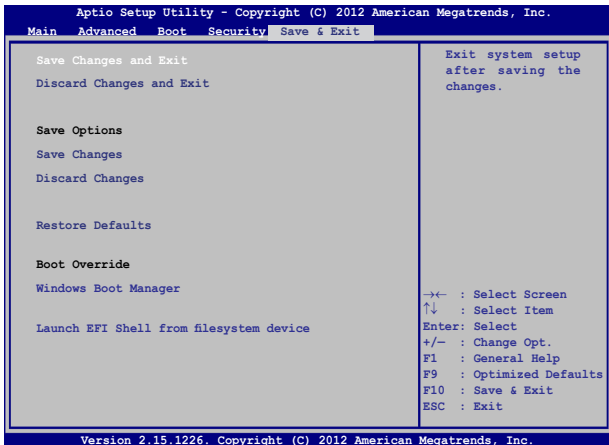 Aptio Setup Utility - Copyright (C) 2012 American Megatrends, Inc.
Main Advanced Boot Security Save & Exit
Save Changes and Exit
Discard Changes and Exit
Save Options
Save Changes
Discard Changes
Restore Defaults
Boot Override
Windows Boot Manager
Launch EFI Shell from filesystem device
Exit system setup
after saving the
changes.
→← : Select Screen
↑↓ : Select Item
Enter: Select
+/— : Change Opt.
F1 : General Help
F9 : Optimized Defaults
F10 : Save & Exit
ESC : Exit
Version 2.15.1226. Copyright (C) 2012 American Megatrends, Inc.